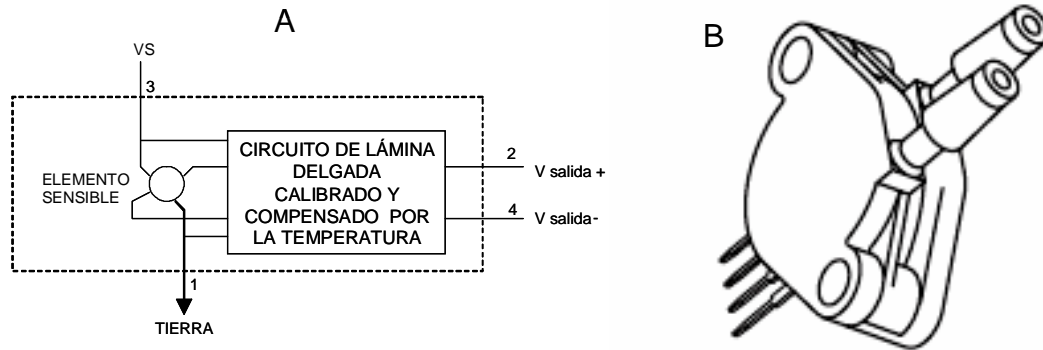 A
B
VS
3
CIRCUITO DE LÁMINA
DELGADA
CALIBRADO Y
COMPENSADO POR
LA TEMPERATURA
ELEMENTO
SENSIBLE
2
V salida +
4
V salida-
1
TIERRA